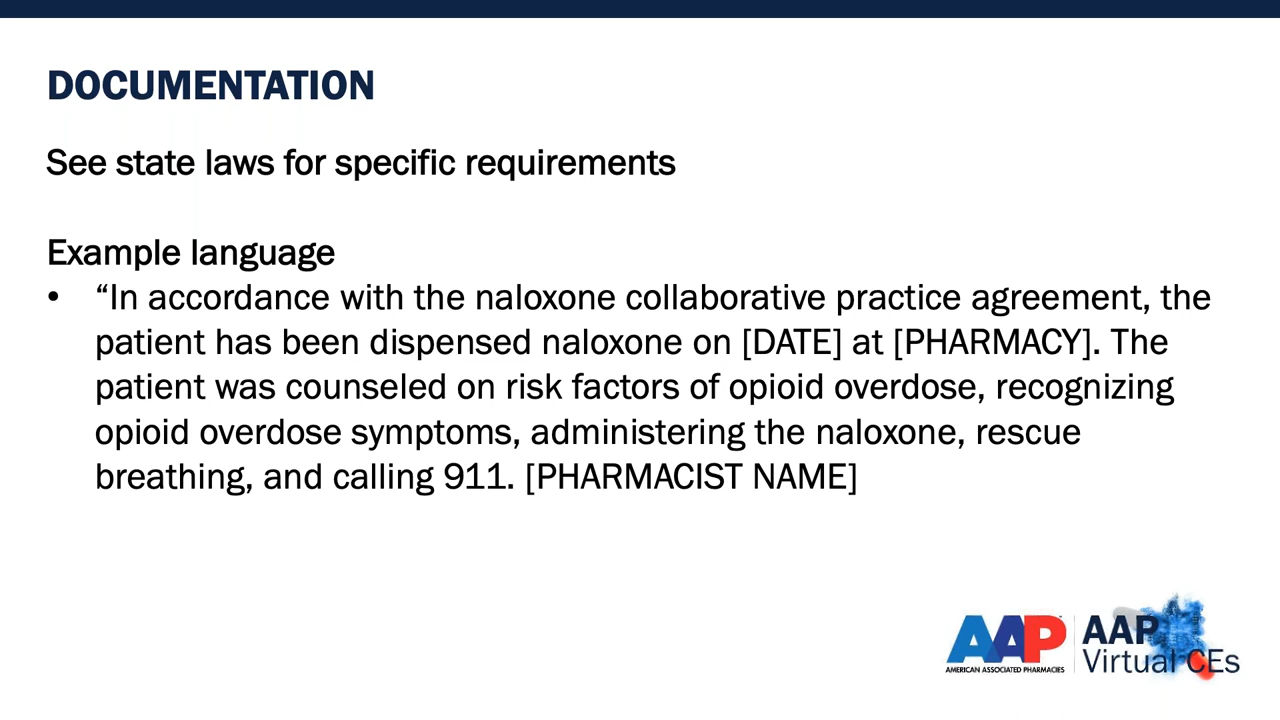 DOCUMENTATION
See state laws for specific requirements
Example language
• “In accordance with the naloxone collaborative practice agreement, the
patient has been dispensed naloxone on [DATE] at [PHARMACY]. The
patient was counseled on risk factors of opioid overdose, recognizing
opioid overdose symptoms, administering the naloxone, rescue
breathing, and calling 911. [PHARMACIST NAME]
AAP
AMERICAN ASSOCIATED PHARMACIES
AAP
Virtual CEs